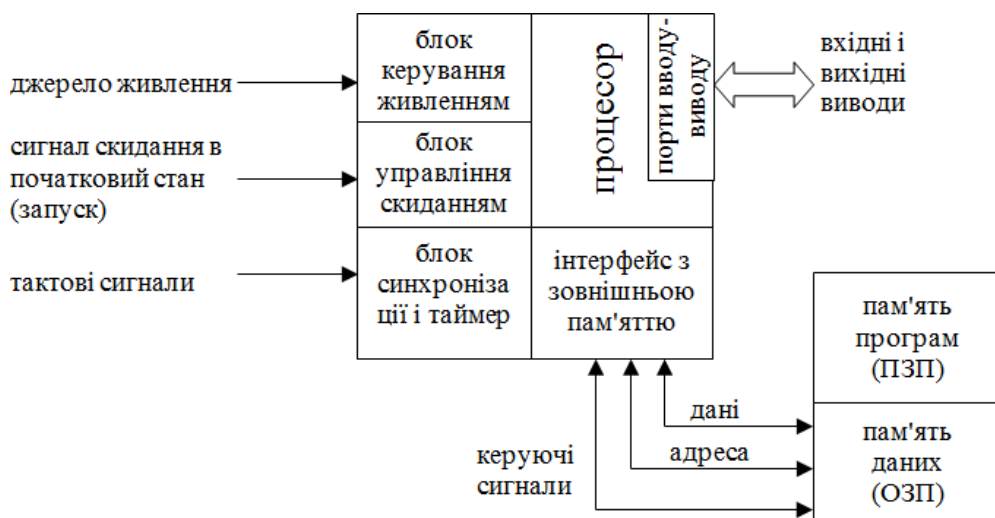 джерело живлення
сигнал скидання в
початковий стан
(запуск)
тактові сигнали
блок
керування
живленням
блок
управління
скиданням
блок
синхроніза
ції і таймер
процесор
порти вводу-
виводу
інтерфейс з
зовнішньою
пам'яттю
вхідні і
вихідні
виводи
пам'ять
програм
(ПЗП)
пам'ять
даних
(ОЗП)
дані
адреса
керуючі
сигнали